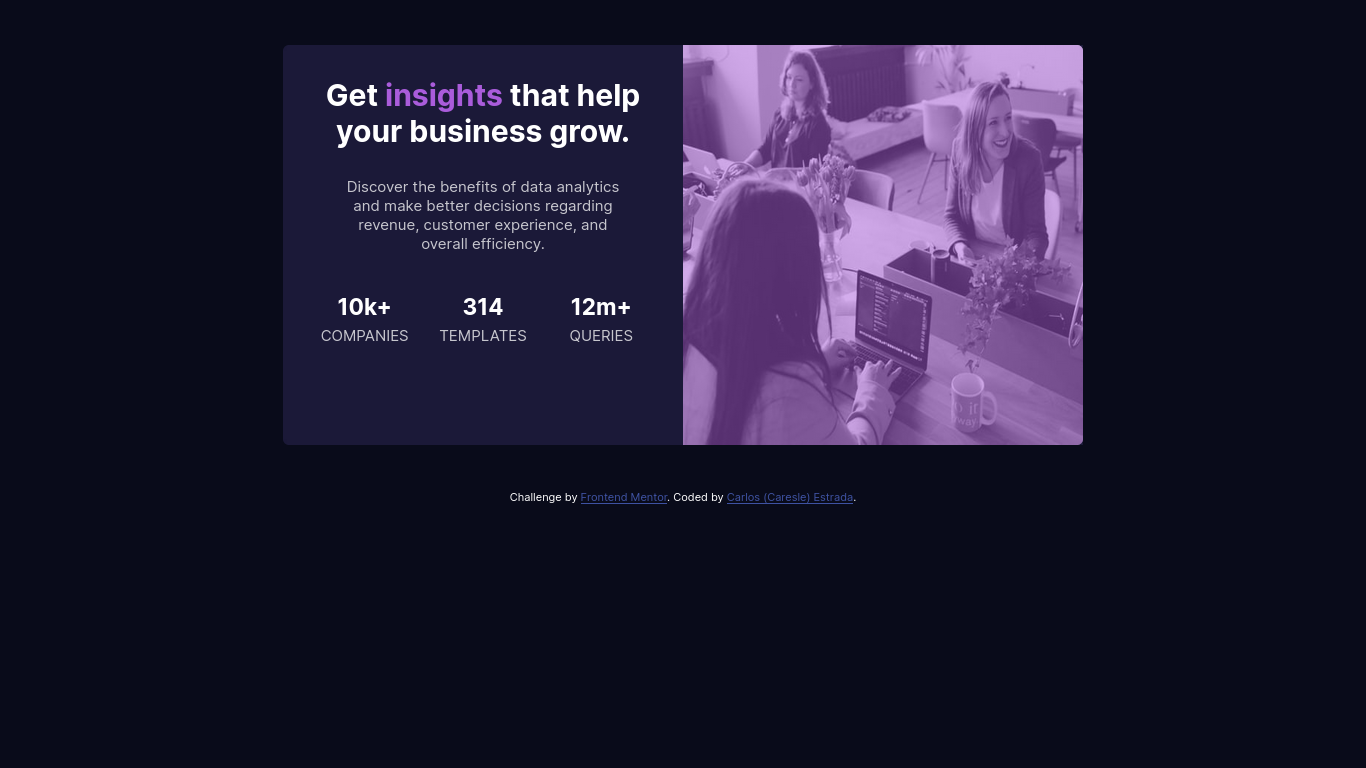 Get insights that help
your business grow.
Discover the benefits of data analytics
and make better decisions regarding
revenue, customer experience, and
overall efficiency.
10k+ 314 12m+
COMPANIES TEMPLATES QUERIES
Challenge by Frontend Mentor. Coded by Carlos (Caresle) Estrada.